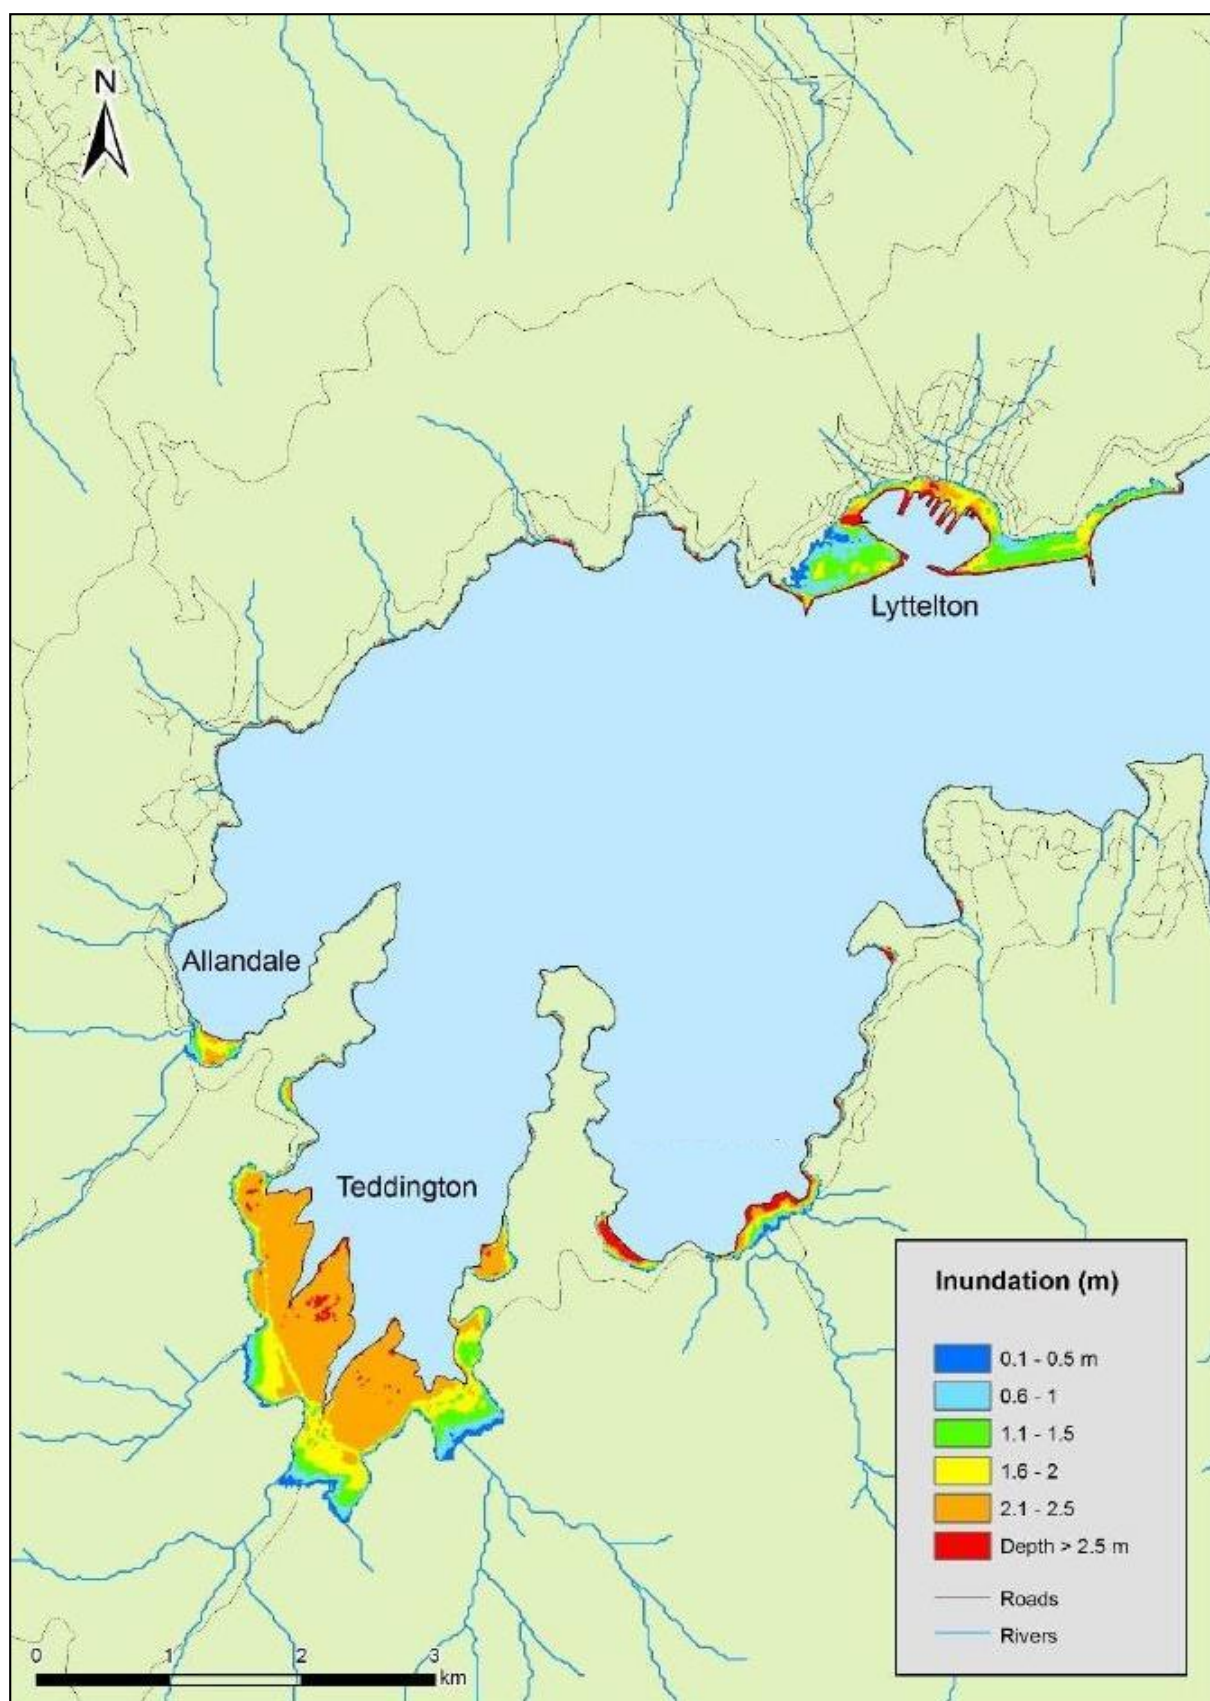 N
Lyttelton
Allandale
Teddington
Inundation (m)
0.1 - 0.5 m
0.6 - 1
1.1 - 1.5
1.6 - 2
2.1 - 2.5
Depth > 2.5 m
Roads
Rivers
0 1 2 3
km